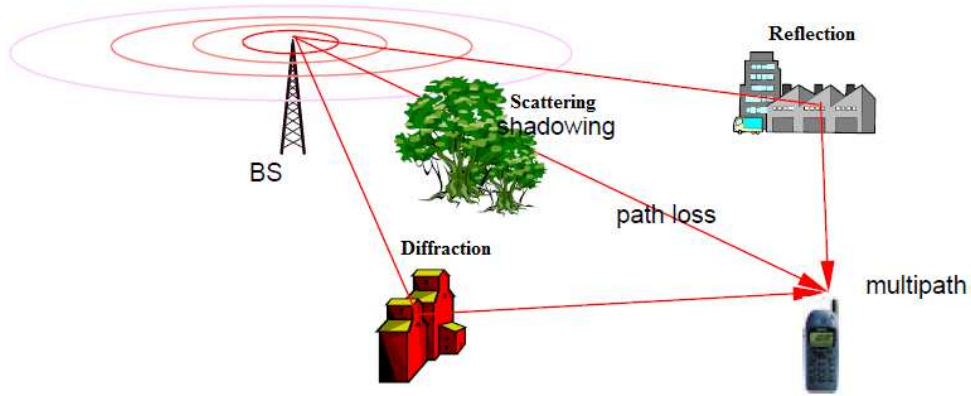 Reflection
Scattering
shadowing
BS
path loss
Diffraction
multipath